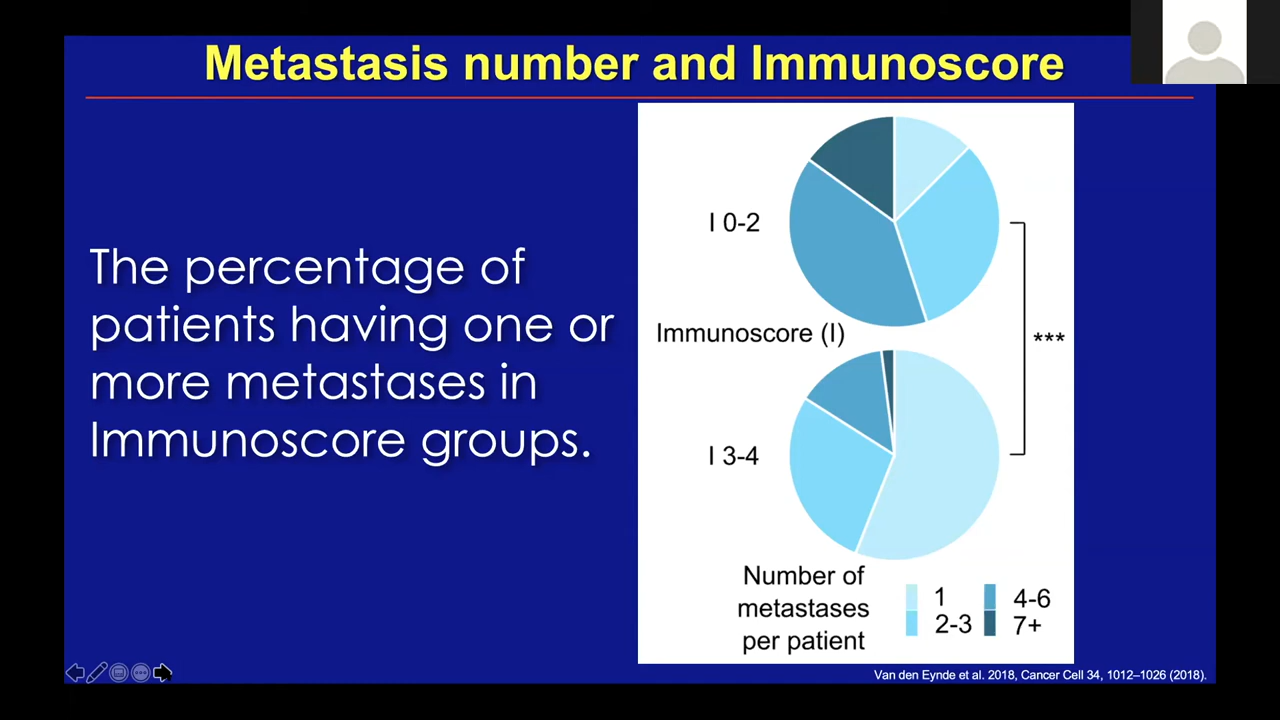 Metastasis number and Immunoscore
The percentage of
patients having one or
more metastases in
Immunoscore groups.
I 0-2
Immunoscore (I)
***
I 3-4
Number of
metastases
per patient
1
2-3
4-6
7+
Van den Eynde et al. 2018, Cancer Cell 34, 1012–1026 (2018).